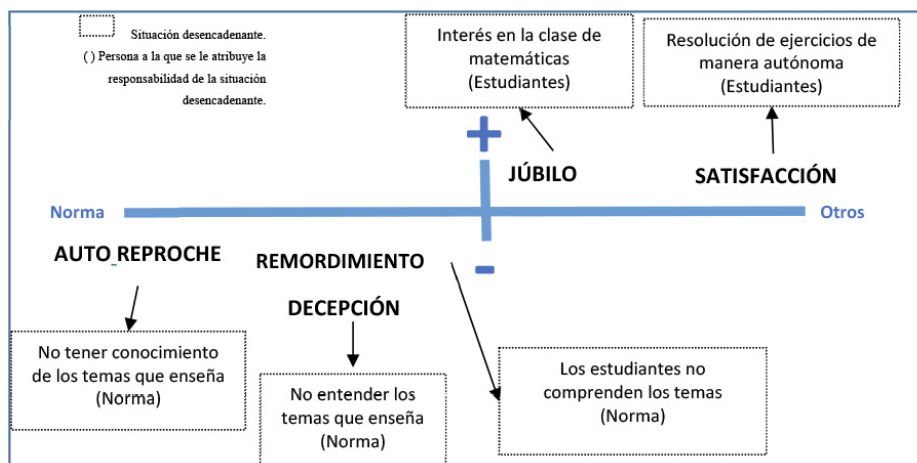 Situación desencadenante.
( ) Persona a la que se le atribuye la
responsabilidad de la situación
desencadenante.
Interés en la clase de
matemáticas
(Estudiantes)
Resolución de ejercicios de
manera autónoma
(Estudiantes)
+
JÚBILO
SATISFACCIÓN
Norma
Otros
-
AUTO_REPROCHE
REMORDIMIENTO
DECEPCIÓN
No tener conocimiento
de los temas que enseña
(Norma)
No entender los
temas que enseña
(Norma)
Los estudiantes no
comprenden los temas
(Norma)